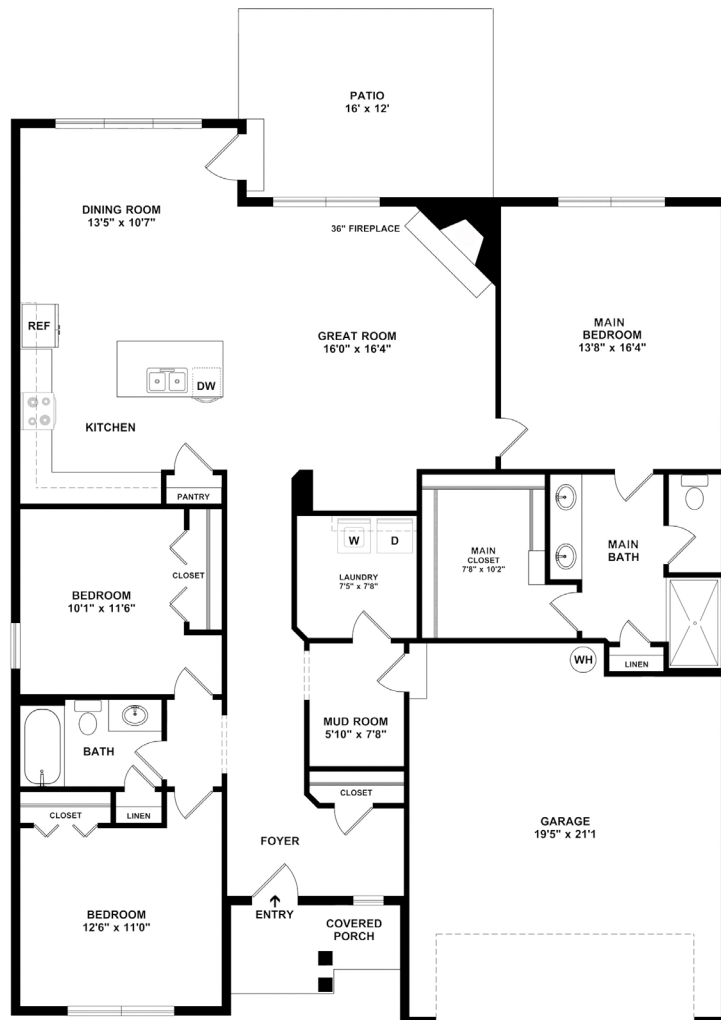 PATIO
16' x 12'
DINING ROOM
13'5" x 10'7"
36" FIREPLACE
REF
GREAT ROOM
16'0" x 16'4"
MAIN
BEDROOM
13'8" x 16'4"
DW
KITCHEN
PANTRY
W
D
LAUNDRY
7'5" x 7'8"
MAIN
CLOSET
7'8" x 10'2"
MAIN
BATH
CLOSET
BEDROOM
10'1" x 11'6"
WH
LINEN
MUD ROOM
5'10" x 7'8"
BATH
CLOSET
LINEN
CLOSET
GARAGE
19'5" x 21'1
FOYER
BEDROOM
12'6" x 11'0"
ENTRY
COVERED
PORCH